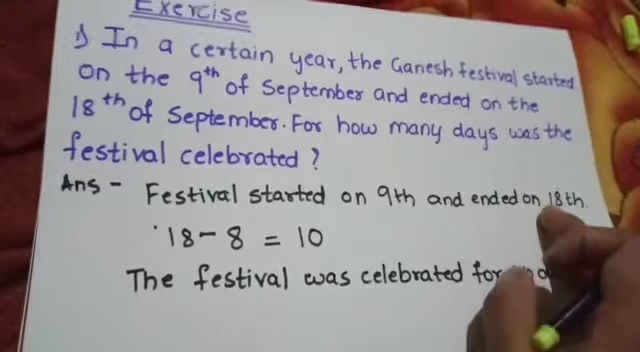 Exercise
1) In a certain year, the Ganesh festival started
on the 9th of September and ended on the
18th of September. For how many days was the
festival celebrated?
Ans - Festival started on 9th and ended on 18th.
18 - 8 = 10
The festival was celebrated for